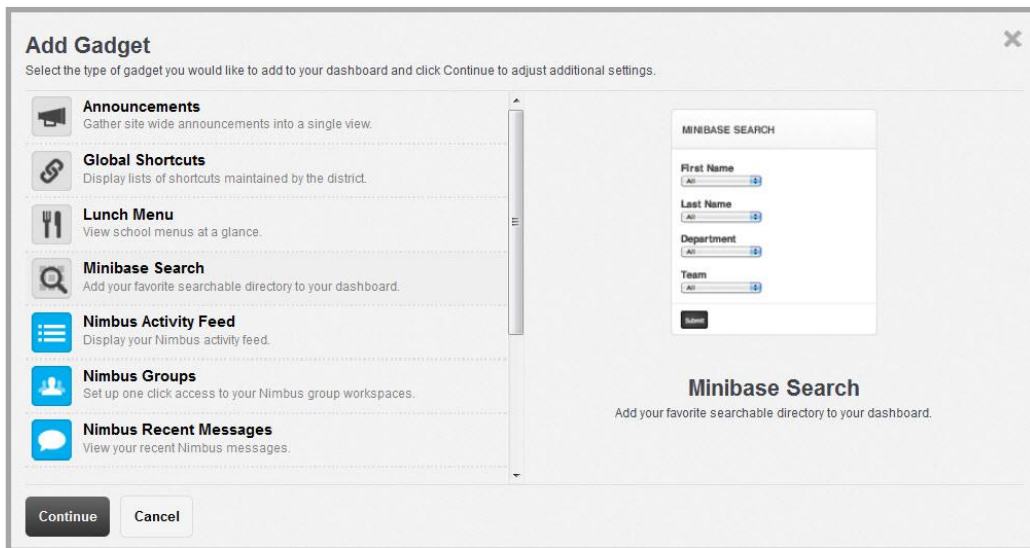 Add Gadget
Select the type of gadget you would like to add to your dashboard and click Continue to adjust additional settings.
Announcements
Gather site wide announcements into a single view.
Global Shortcuts
Display lists of shortcuts maintained by the district.
Lunch Menu
View school menus at a glance.
Minibase Search
Add your favorite searchable directory to your dashboard.
Nimbus Activity Feed
Display your Nimbus activity feed.
Nimbus Groups
Set up one click access to your Nimbus group workspaces.
Nimbus Recent Messages
View your recent Nimbus messages.
MINIBASE SEARCH
First Name
All
Last Name
All
Department
All
Team
All
Submit
Minibase Search
Add your favorite searchable directory to your dashboard.
Continue
Cancel